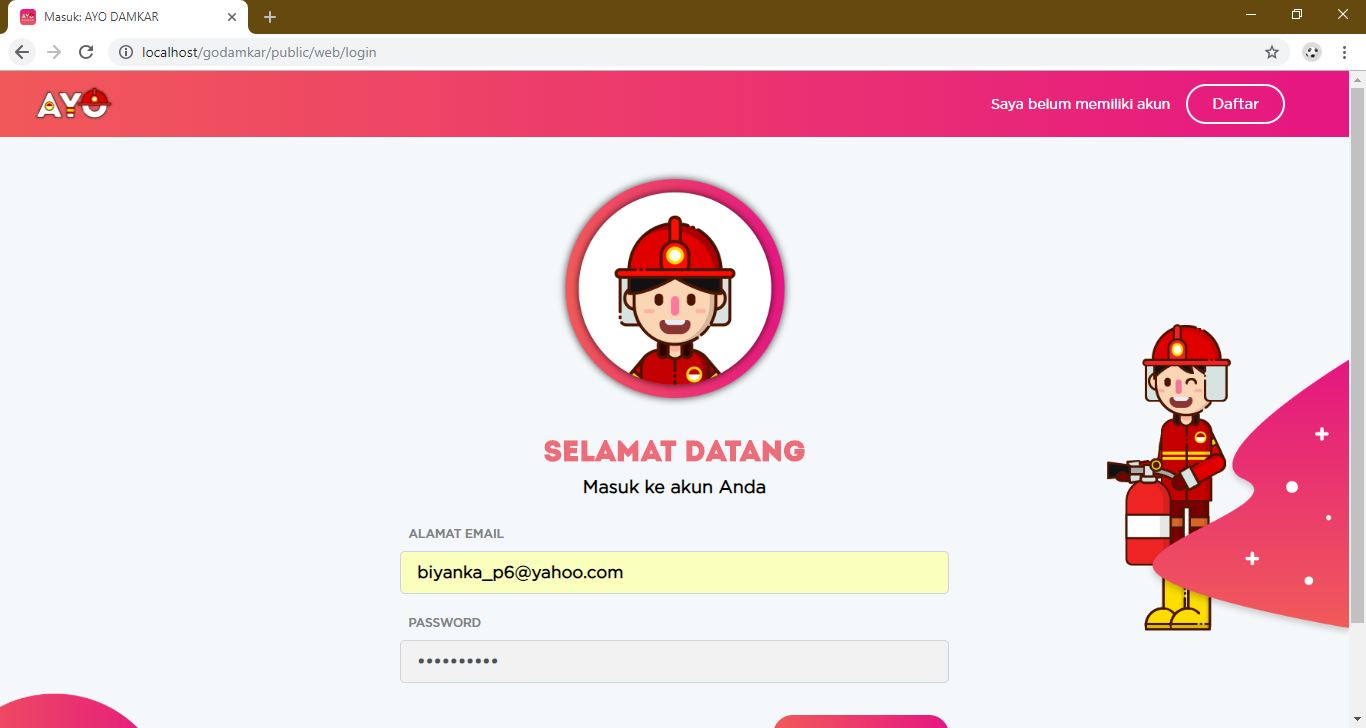 Masuk: AYO DAMKAR
localhost/godamkar/public/web/login
AYO
Saya belum memiliki akun
Daftar
SELAMAT DATANG
Masuk ke akun Anda
ALAMAT EMAIL
biyanka_p6@yahoo.com
PASSWORD
••••••••••